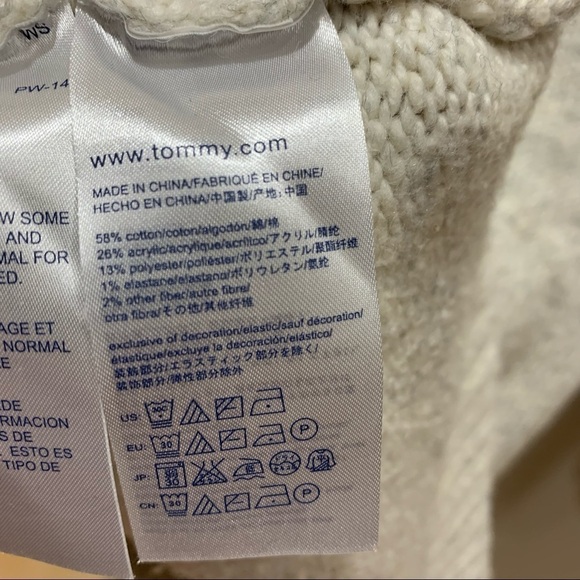 WS
PW-14
W SOME
AND
MAL FOR
ED.
AGE ET
NORMAL
E
DE
RMACION
S DE
. ESTO ES
TIPO DE
www.tommy.com
MADE IN CHINA/FABRIQUÉ EN CHINE/
HECHO EN CHINA/中国製/产地: 中国
58% cotton/coton/algodón/綿/棉
26% acrylic/acrylique/acrílico/アクリル/腈纶
13% polyester/poliéster/ポリエステル/聚酯纤维
1% elastane/elastano/ポリウレタン/氨纶
2% other fiber/autre fibre/
otra fibra/その他/其他纤维
exclusive of decoration/elastic/sauf décoration/
élastique/excluye la decoración/elástico/
装飾部分/エラスティック部分を除く/
装饰部分/弹性部分除外
US:
EU: 30 P
JP: 30
CN: 30 P